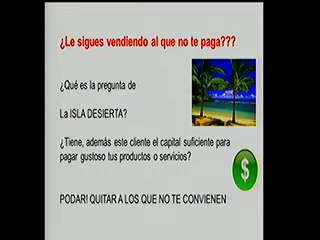 ¿Le sigues vendiendo al que no te paga???
¿Qué es la pregunta de
La ISLA DESIERTA?
¿Tiene, además este cliente el capital suficiente para
pagar gustoso tus productos o servicios?
$
PODAR! QUITAR A LOS QUE NO TE CONVIENEN